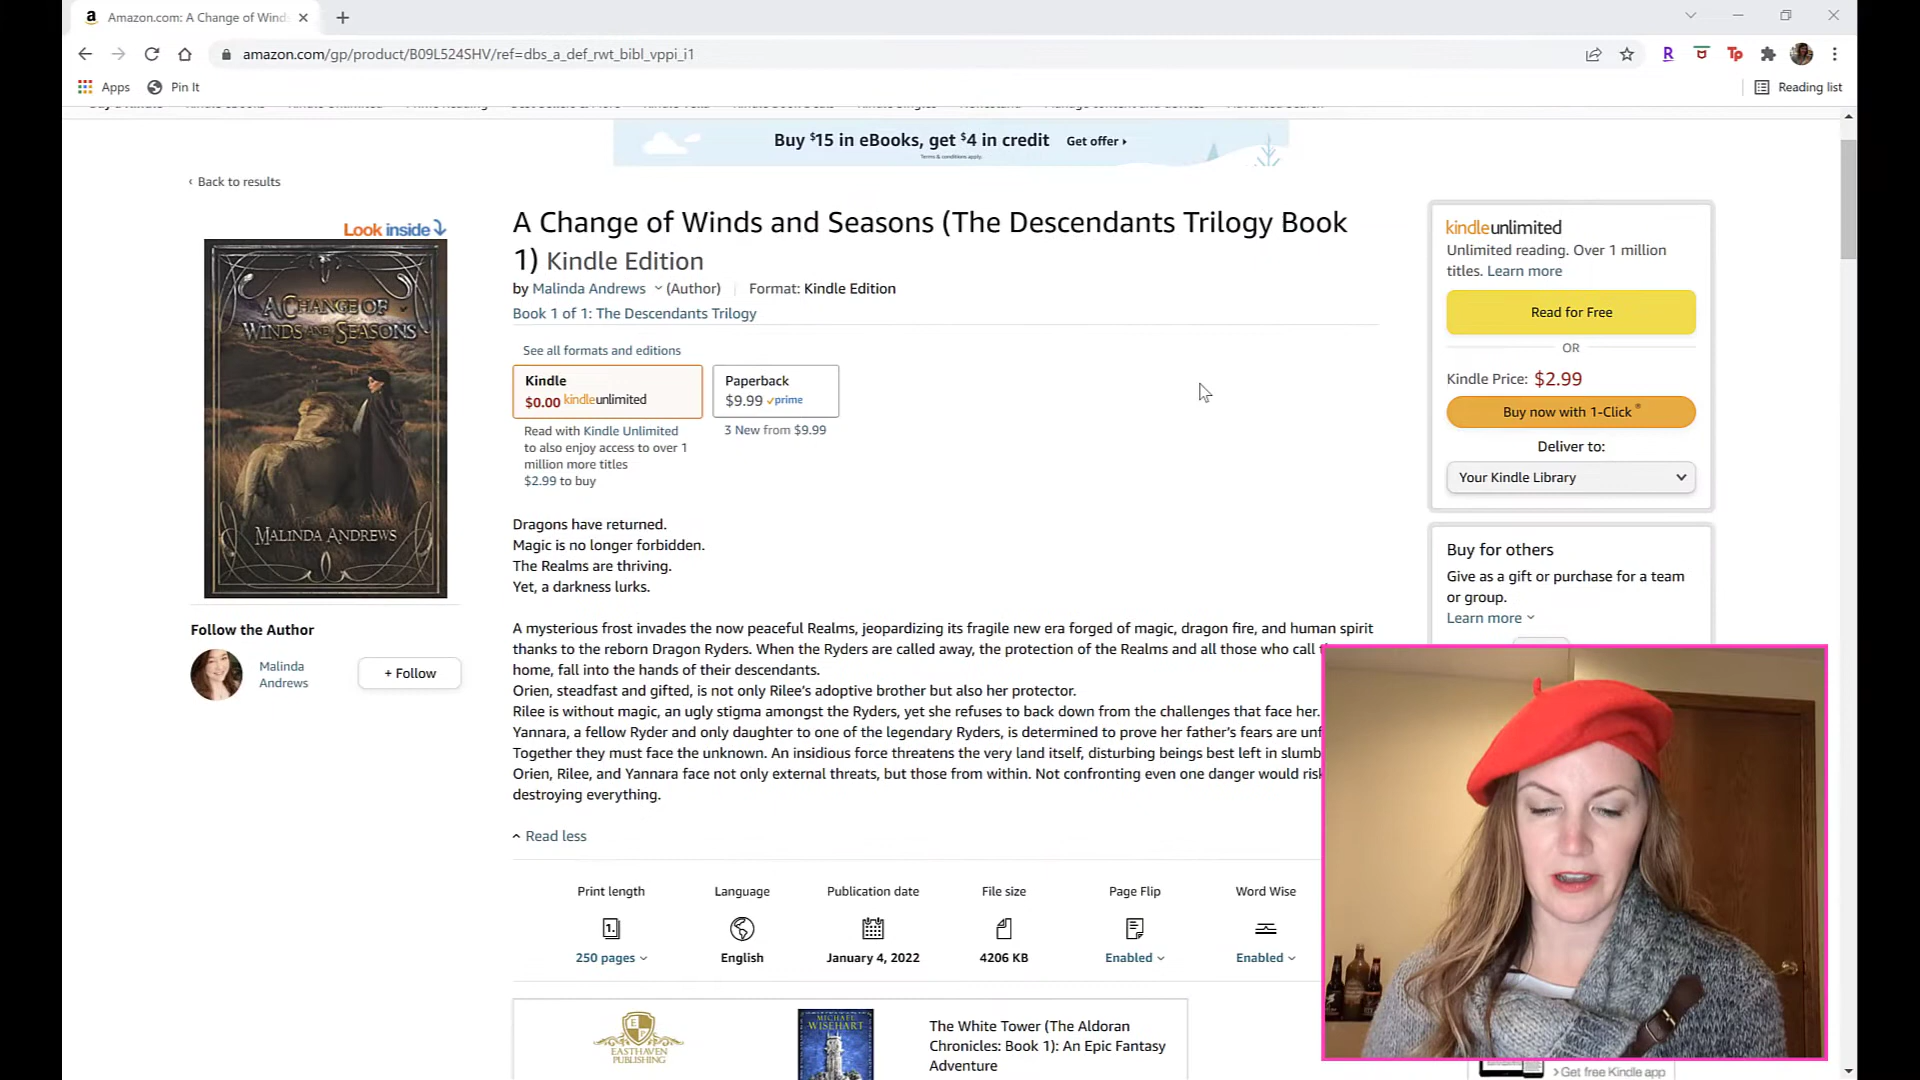 Amazon.com: A Change of Winds
amazon.com/gp/product/B09L524SHV/ref=dbs_a_def_rwt_bibl_vppi_i1
Apps
Pin It
Reading list
Buy $15 in eBooks, get $4 in credit
Get offer ›
Terms & conditions apply.
‹ Back to results
Look inside
A CHANGE OF
WINDS AND SEASONS
MALINDA ANDREWS
Follow the Author
Malinda
Andrews
+ Follow
A Change of Winds and Seasons (The Descendants Trilogy Book
1) Kindle Edition
by Malinda Andrews (Author) Format: Kindle Edition
Book 1 of 1: The Descendants Trilogy
See all formats and editions
Kindle
$0.00 kindleunlimited
Paperback
$9.99 prime
Read with Kindle Unlimited
to also enjoy access to over 1
million more titles
$2.99 to buy
3 New from $9.99
Dragons have returned.
Magic is no longer forbidden.
The Realms are thriving.
Yet, a darkness lurks.
A mysterious frost invades the now peaceful Realms, jeopardizing its fragile new era forged of magic, dragon fire, and human spirit
thanks to the reborn Dragon Ryders. When the Ryders are called away, the protection of the Realms and all those who call
home, fall into the hands of their descendants.
Orien, steadfast and gifted, is not only Rilee's adoptive brother but also her protector.
Rilee is without magic, an ugly stigma amongst the Ryders, yet she refuses to back down from the challenges that face her.
Yannara, a fellow Ryder and only daughter to one of the legendary Ryders, is determined to prove her father's fears are
Together they must face the unknown. An insidious force threatens the very land itself, disturbing beings best left in
Orien, Rilee, and Yannara face not only external threats, but those from within. Not confronting even one danger would risk
destroying everything.
Read less
Print length
1.
250 pages
Language
English
Publication date
January 4, 2022
File size
4206 KB
Page Flip
Enabled
Word Wise
Enabled
EP
EASTHAVEN
PUBLISHING
MICHAEL
WISEHART
The White Tower (The Aldoran
Chronicles: Book 1): An Epic Fantasy
Adventure
kindleunlimited
Unlimited reading. Over 1 million
titles. Learn more
Read for Free
OR
Kindle Price: $2.99
Buy now with 1-Click ®
Deliver to:
Your Kindle Library
Buy for others
Give as a gift or purchase for a team
or group.
Learn more
Get free Kindle app